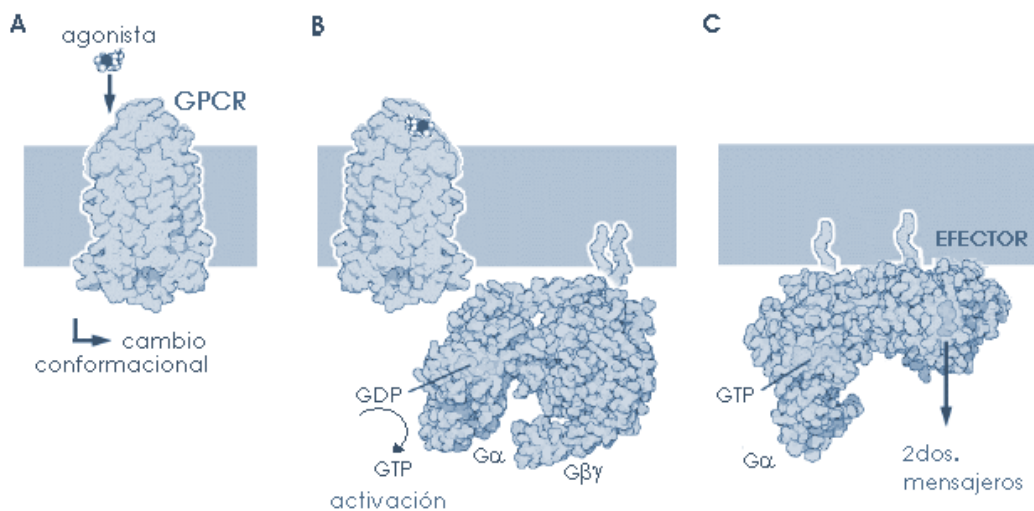 A
agonista
GPCR
cambio
conformacional
B
GDP
GTP
activación
Gα
Gβγ
C
EFECTOR
GTP
Gα
2dos.
mensajeros